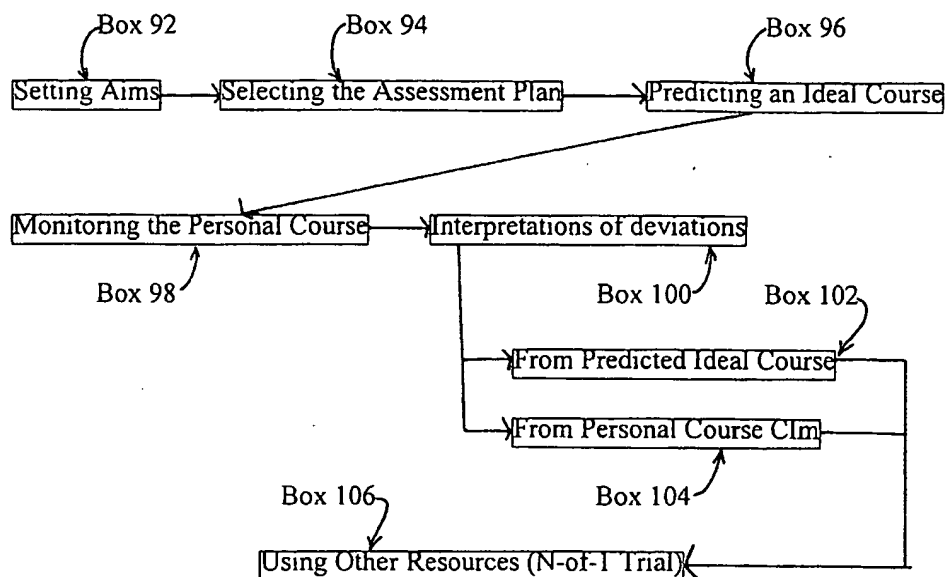 Box 92
Box 94
Box 96
Setting Aims
Selecting the Assessment Plan
Predicting an Ideal Course
Monitoring the Personal Course
Interpretations of deviations
Box 98
Box 100
Box 102
From Predicted Ideal Course
From Personal Course CIm
Box 104
Box 106
Using Other Resources (N-of-1 Trial)